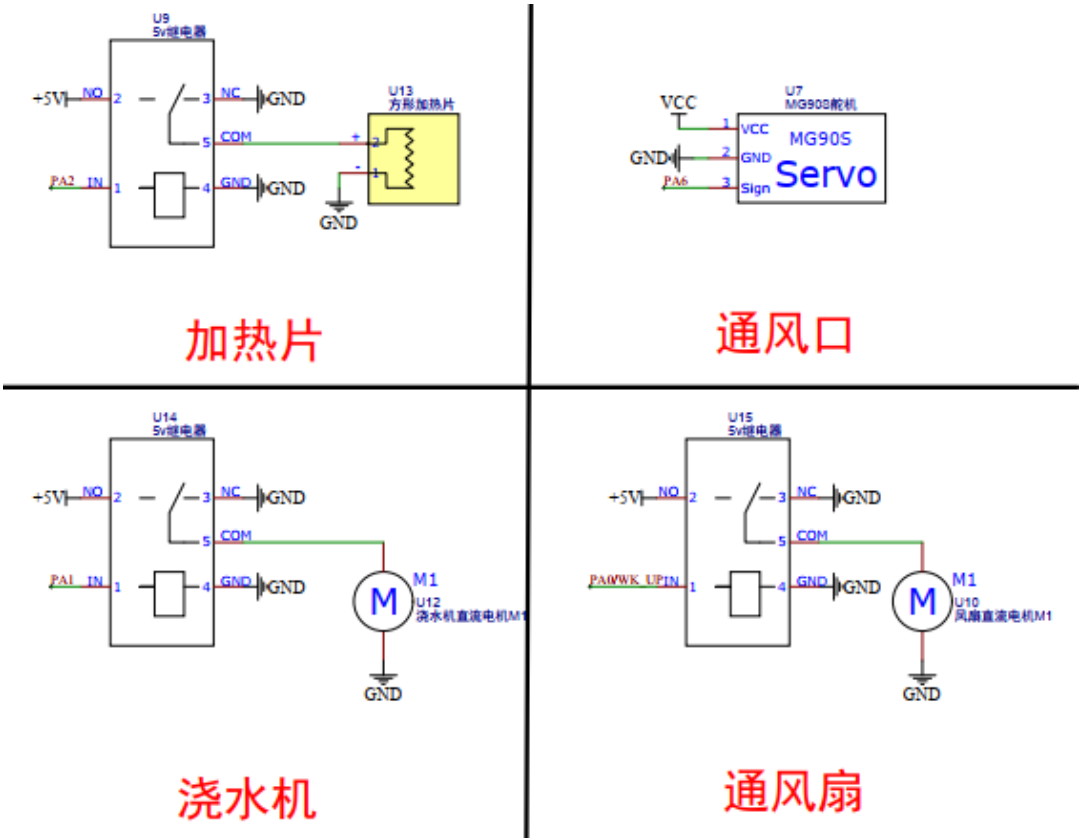 U9
5v继电器
+5V
NO
2
3
NC
GND
5
COM
PA2
IN
1
4
GND
GND
U13
方形加热片
+
2
-
1
GND
加热片
U7
MG908舵机
VCC
1
VCC
MG90S
GND
2
GND
Servo
PA6
3
Sign
通风口
U14
5v继电器
+5V
NO
2
3
NC
GND
5
COM
PA1
IN
1
4
GND
GND
M
M1
U12
浇水机直流电机M1
GND
浇水机
U15
5v继电器
+5V
NO
2
3
NC
GND
5
COM
PA0/WK_UP
IN
1
4
GND
GND
M
M1
U10
风扇直流电机M1
GND
通风扇